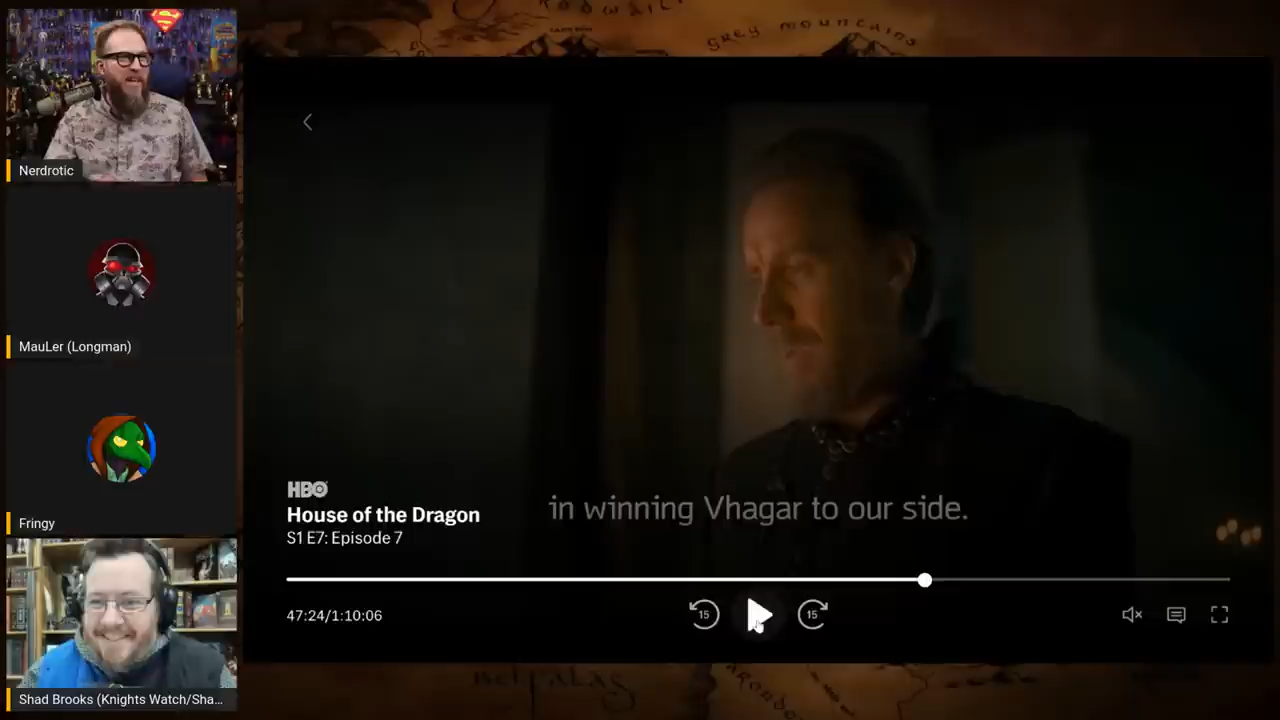 GREY MOUNTAINS
Nerdrotic
MauLer (Longman)
Fringy
Shad Brooks (Knights Watch/Sha...
HBO
House of the Dragon
S1 E7: Episode 7
in winning Vhagar to our side.
47:24/1:10:06
15
15